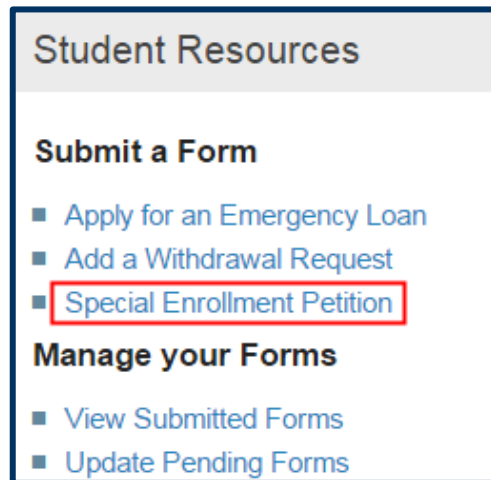 Student Resources
Submit a Form
Apply for an Emergency Loan
Add a Withdrawal Request
Special Enrollment Petition
Manage your Forms
View Submitted Forms
Update Pending Forms